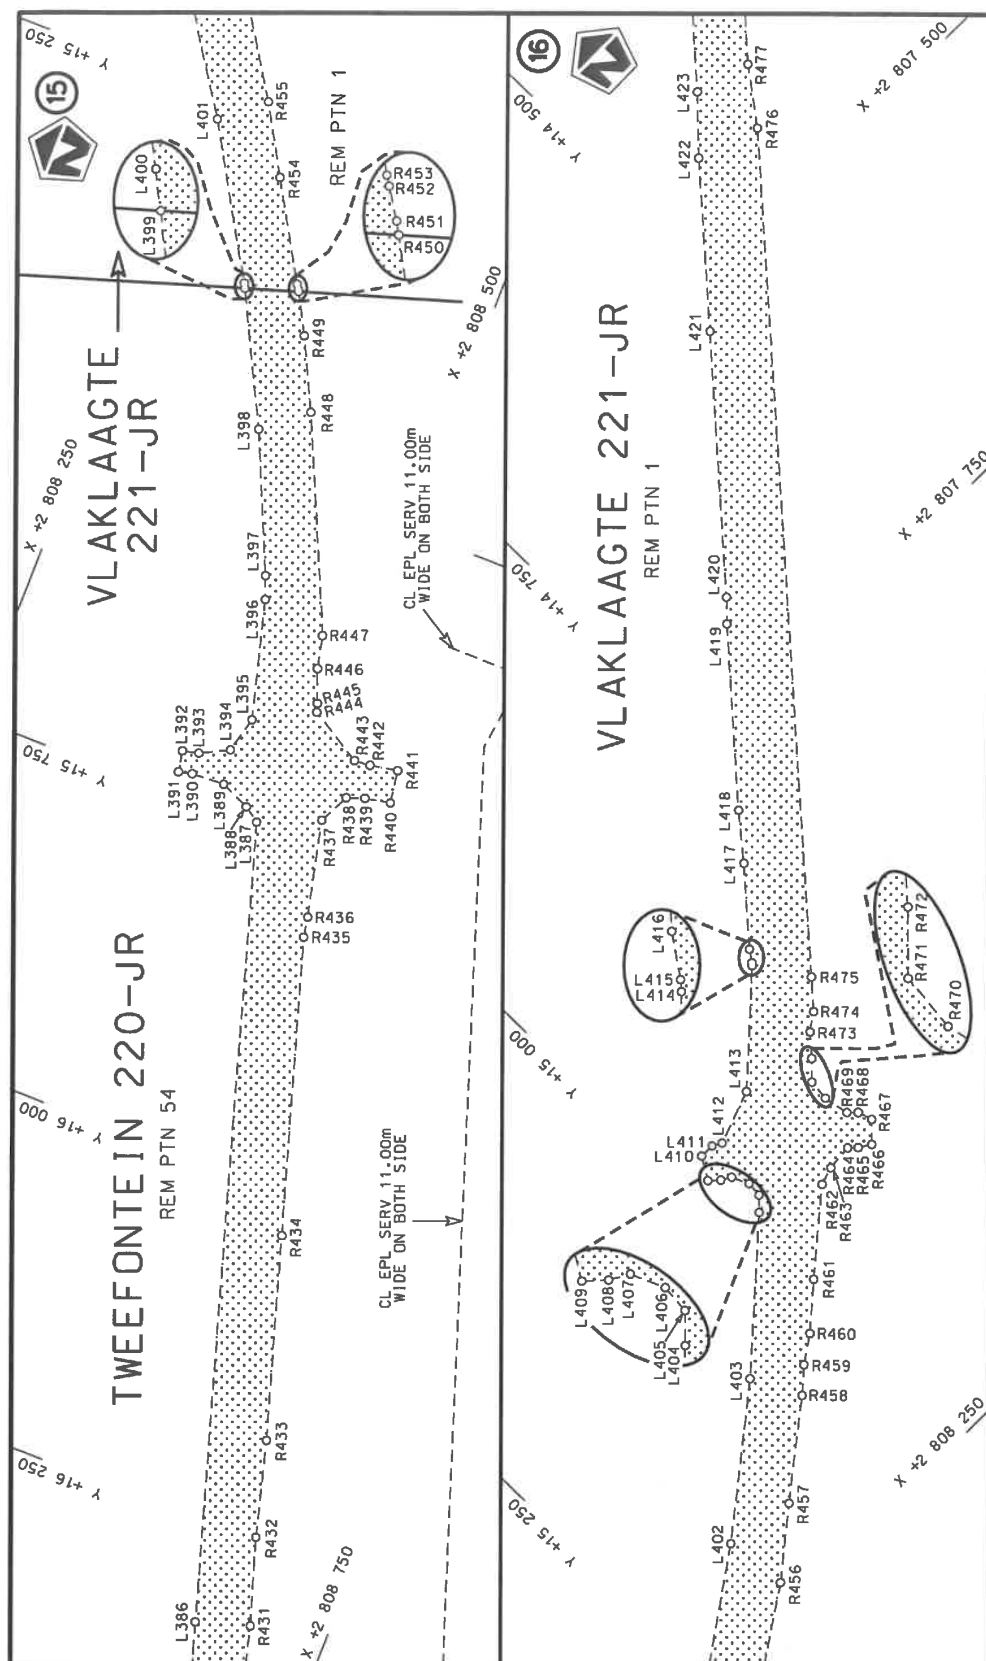 15
Y +15 250
L401
R455
REM PTN 1
R454
L400
L399
R453
R452
R451
R450
VLAKLAAGTE
221-JR
X +2 808 500
R449
R448
L398
X +2 808 250
L397
L396
CL EPL SERV 11.00m
WIDE ON BOTH SIDE
R447
R446
R445
R444
L395
L394
L393
L392
L391
L390
L389
L388
L387
R443
R442
R441
R440
R439
R438
R437
Y +15 750
R436
R435
TWEEFONTEIN 220-JR
REM PTN 54
Y +16 000
R434
CL EPL SERV 11.00m
WIDE ON BOTH SIDE
R433
Y +16 250
R432
L386
R431
X +2 808 750
16
X +2 807 500
Y +14 500
R477
L423
R476
L422
L421
VLAKLAAGTE 221-JR
REM PTN 1
X +2 807 750
L420
L419
Y +14 750
L418
L417
L416
L415
L414
R475
R474
R473
R472
R471
R470
Y +15 000
L413
L412
L411
L410
R469
R468
R467
R466
R465
R464
R463
R462
L409
L408
L407
L406
L405
L404
R461
R460
R459
R458
L403
X +2 808 250
Y +15 250
R457
L402
R456